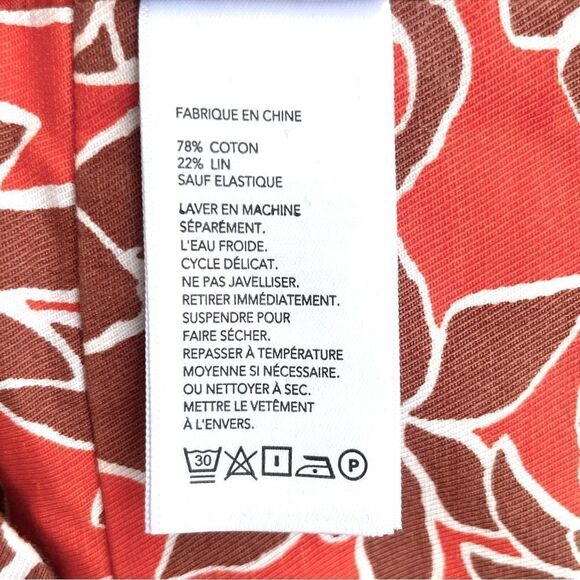 FABRIQUE EN CHINE
78% COTON
22% LIN
SAUF ELASTIQUE
LAVER EN MACHINE
SÉPARÉMENT.
L'EAU FROIDE.
CYCLE DÉLICAT.
NE PAS JAVELLISER.
RETIRER IMMÉDIATEMENT.
SUSPENDRE POUR
FAIRE SÉCHER.
REPASSER À TEMPÉRATURE
MOYENNE SI NÉCESSAIRE.
OU NETTOYER À SEC.
METTRE LE VETÊMENT
À L'ENVERS.
30 P